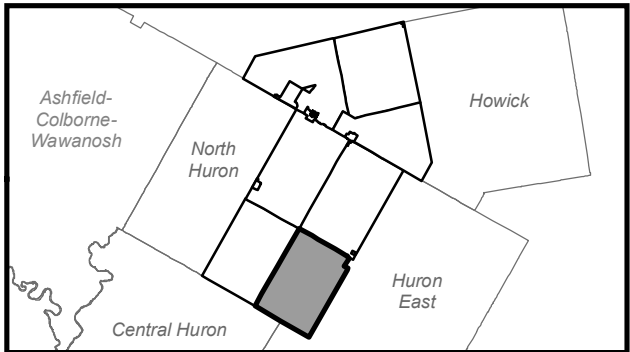 Ashfield-
Colborne-
Wawanosh
North
Huron
Howick
Huron
East
Central Huron